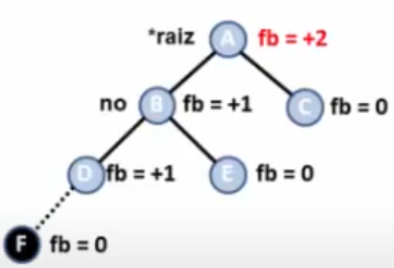 *raiz A fb = +2
no B fb = +1 C fb = 0
D fb = +1 E fb = 0
F fb = 0